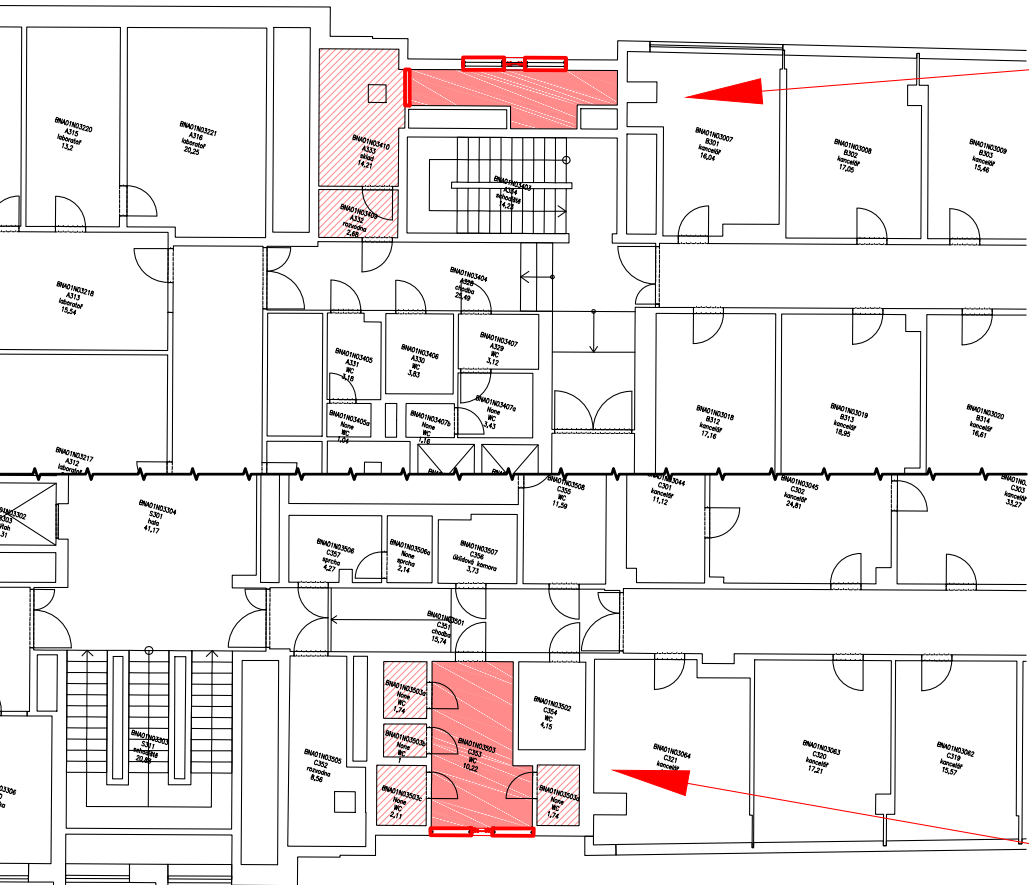 BNA01N03220
A315
laboratoř
13,2
BNA01N03221
A316
laboratoř
20,25
BNA01N03410
A333
sklad
14,21
BNA01N03007
B301
kancelář
16,04
BNA01N03008
B302
kancelář
17,05
BNA01N03009
B303
kancelář
15,46
BNA01N03403
A334
schodiště
14,23
BNA01N03409
A332
rozvodna
2,68
BNA01N03218
A313
laboratoř
15,54
BNA01N03404
A328
chodba
25,49
BNA01N03405
A331
WC
3,18
BNA01N03406
A330
WC
3,63
BNA01N03407
A329
WC
3,12
BNA01N03405a
None
WC
1,04
BNA01N03407b
None
WC
1,16
BNA01N03407a
None
WC
3,43
BNA01N03018
B312
kancelář
17,16
BNA01N03019
B313
kancelář
18,95
BNA01N03020
B314
kancelář
16,61
BNA01N03217
A312
laboratoř
BNA01N03304
S301
hala
41,17
BNA01N03506
C357
sprcha
4,27
BNA01N03506a
None
sprcha
2,14
BNA01N03507
C356
úklidová komora
3,73
BNA01N03508
C355
WC
11,59
C301
kancelář
11,12
C302
kancelář
24,81
C303
kancelář
33,27
BNA01N03501
C351
chodba
15,74
BNA01N03303
S311
schodiště
20,89
BNA01N03505
C352
rozvodna
8,56
BNA01N03503a
None
WC
1,74
BNA01N03503b
None
WC
1
BNA01N03503c
None
WC
2,11
BNA01N03503
C353
WC
10,22
BNA01N03502
C354
WC
4,15
BNA01N03503d
None
WC
1,74
BNA01N03064
C321
kancelář
BNA01N03063
C320
kancelář
17,21
BNA01N03062
C319
kancelář
15,57